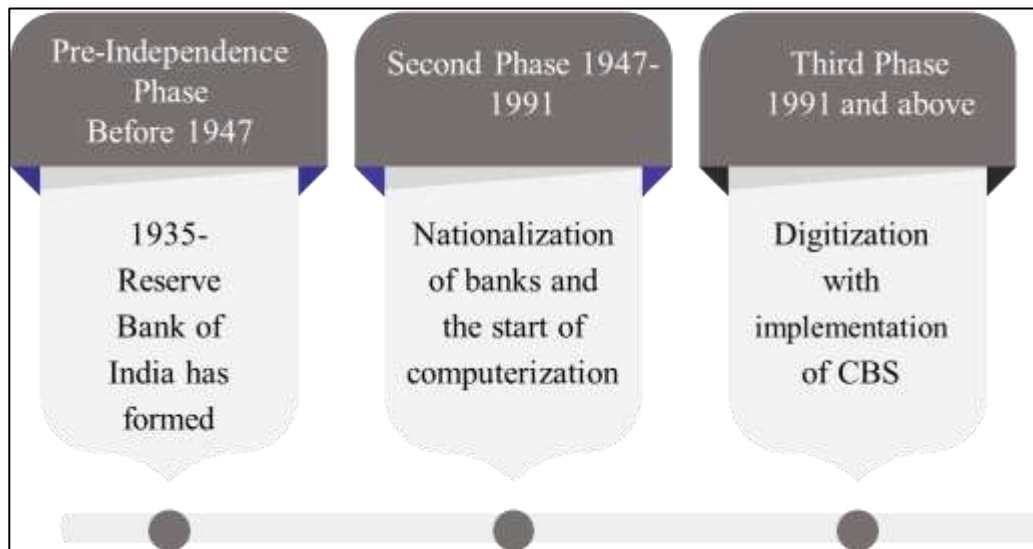 Pre-Independence
Phase
Before 1947
1935-
Reserve
Bank of
India has
formed
Second Phase 1947-
1991
Nationalization
of banks and
the start of
computerization
Third Phase
1991 and above
Digitization
with
implementation
of CBS